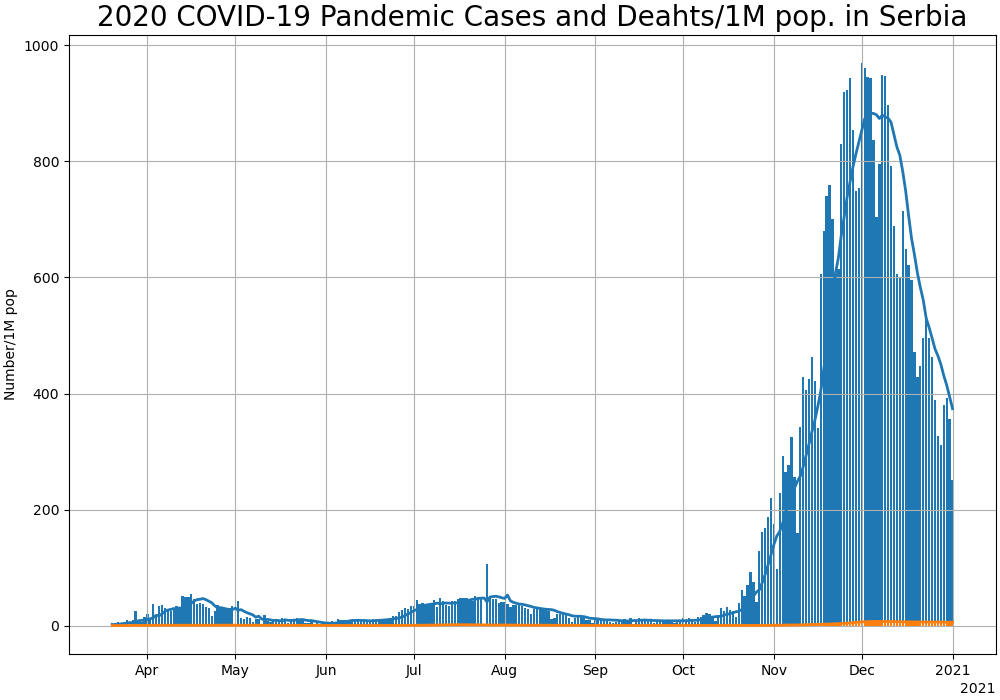 2020 COVID-19 Pandemic Cases and Deahts/1M pop. in Serbia
Number/1M pop
1000
800
600
400
200
0
Apr May Jun Jul Aug Sep Oct Nov Dec 2021
2021